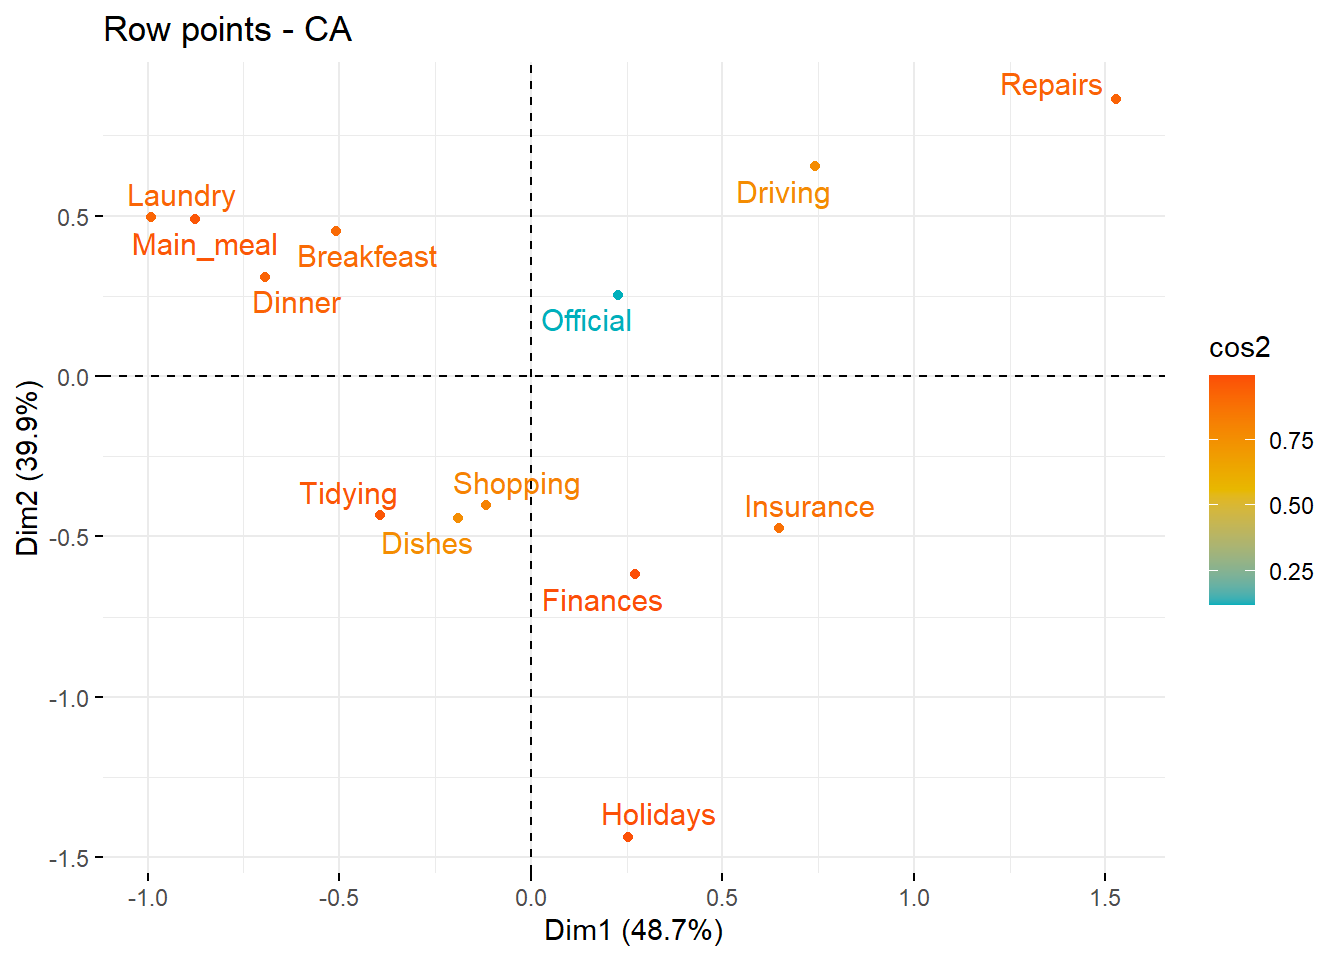 Row points - CA
Repairs
Driving
Laundry
Main_meal
Breakfeast
Dinner
Official
Shopping
Tidying
Dishes
Insurance
Finances
Holidays
0.5
0.0
-0.5
-1.0
-1.5
Dim2 (39.9%)
-1.0
-0.5
0.0
0.5
1.0
1.5
Dim1 (48.7%)
cos2
0.75
0.50
0.25